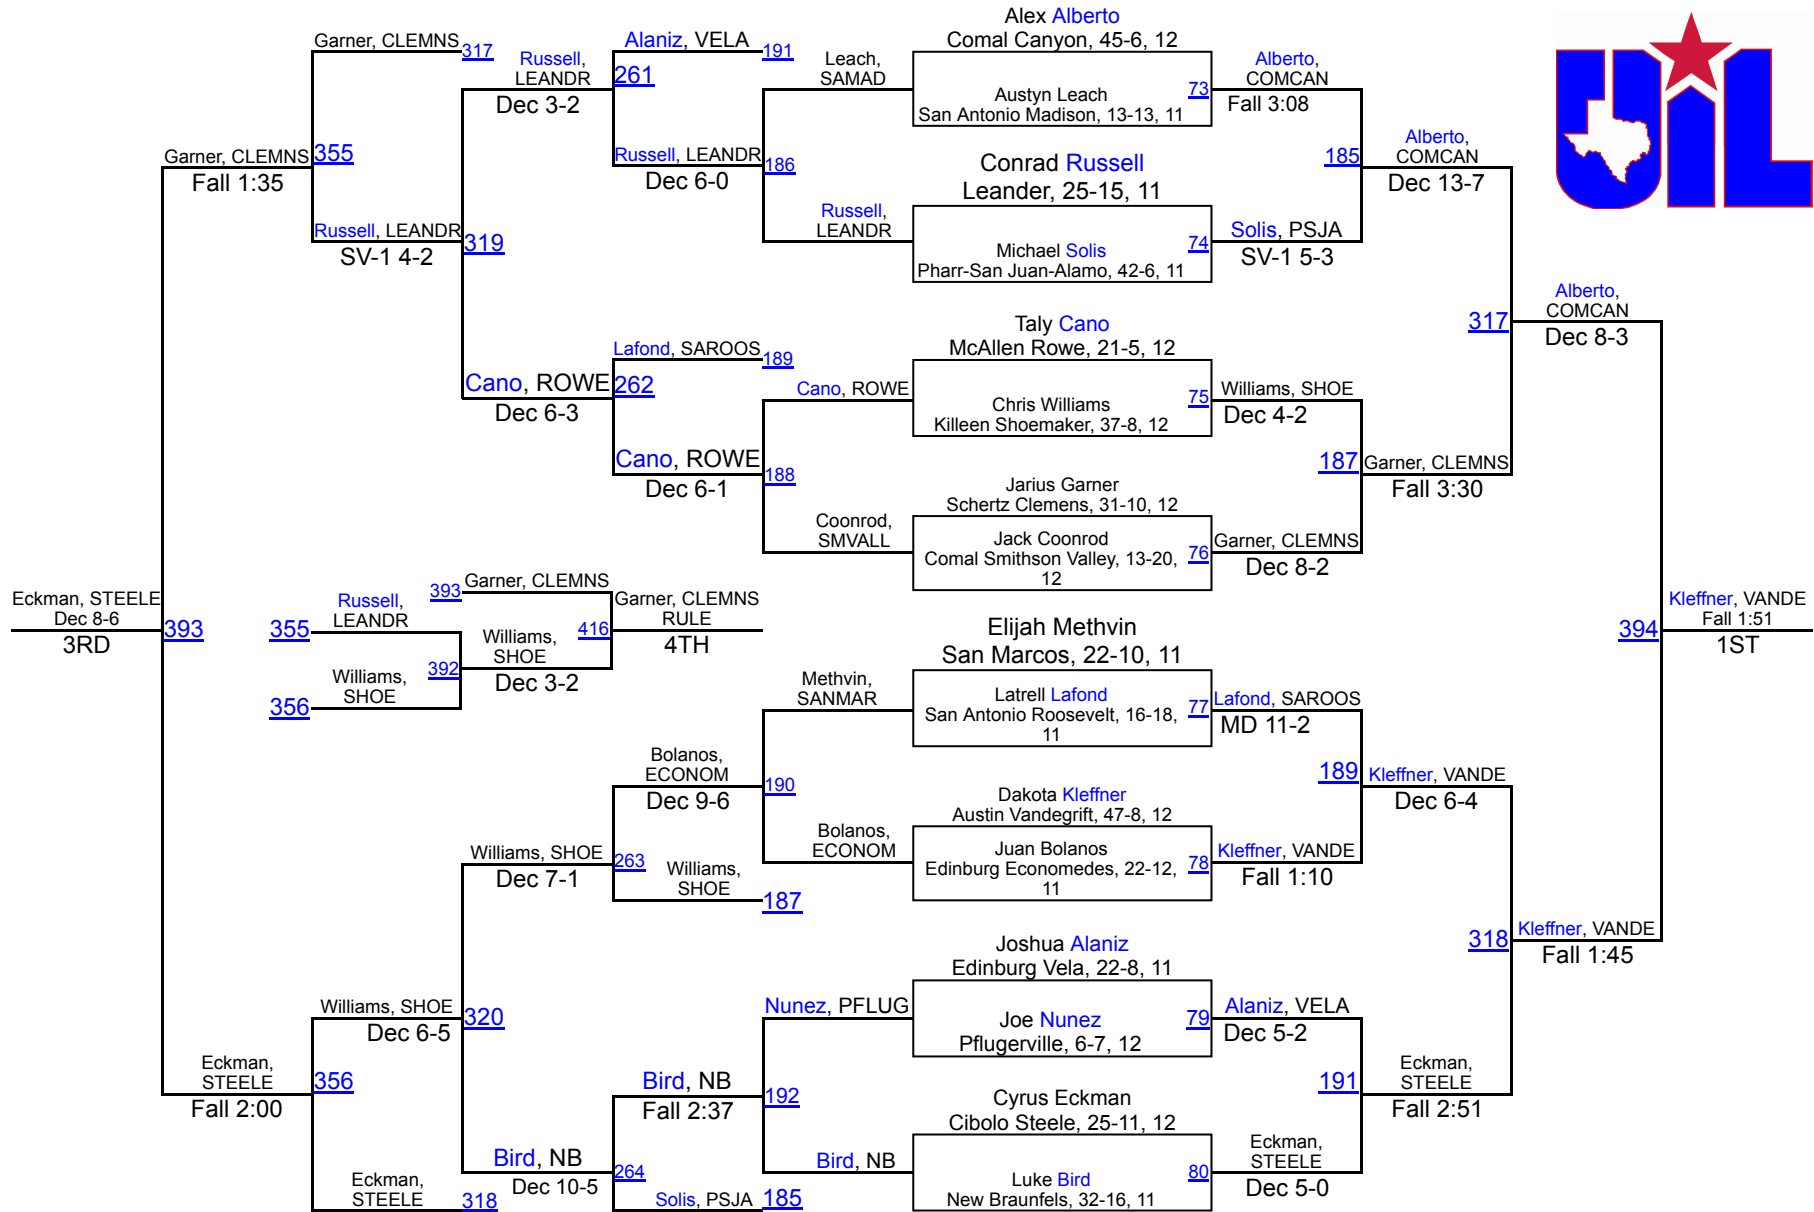 Alex Alberto
Comal Canyon, 45-6, 12
Garner, CLEMNS
317
Russell,
LEANDR
Dec 3-2
Alaniz, VELA
191
261
Leach,
SAMAD
Austyn Leach
San Antonio Madison, 13-13, 11
73
Alberto,
COMCAN
Fall 3:08
UIL
Garner, CLEMNS
Fall 1:35
355
Russell, LEANDR
Dec 6-0
186
Conrad Russell
Leander, 25-15, 11
185
Alberto,
COMCAN
Dec 13-7
Russell, LEANDR
SV-1 4-2
319
Russell,
LEANDR
Michael Solis
Pharr-San Juan-Alamo, 42-6, 11
74
Solis, PSJA
SV-1 5-3
317
Alberto,
COMCAN
Dec 8-3
Taly Cano
McAllen Rowe, 21-5, 12
Lafond, SAROOS
189
Cano, ROWE
Dec 6-3
262
Cano, ROWE
Chris Williams
Killeen Shoemaker, 37-8, 12
75
Williams, SHOE
Dec 4-2
Cano, ROWE
Dec 6-1
188
187
Garner, CLEMNS
Fall 3:30
Jarius Garner
Schertz Clemens, 31-10, 12
Coonrod,
SMVALL
Jack Coonrod
Comal Smithson Valley, 13-20,
12
76
Garner, CLEMNS
Dec 8-2
Eckman, STEELE
Dec 8-6
3RD
393
355
Russell,
LEANDR
393
Garner, CLEMNS
Williams,
SHOE
Dec 3-2
416
Garner, CLEMNS
RULE
4TH
356
Williams,
SHOE
392
394
Kleffner, VANDE
Fall 1:51
1ST
Elijah Methvin
San Marcos, 22-10, 11
Methvin,
SANMAR
Latrell Lafond
San Antonio Roosevelt, 16-18,
11
77
Lafond, SAROOS
MD 11-2
Bolanos,
ECONOM
Dec 9-6
190
189
Kleffner, VANDE
Dec 6-4
Dakota Kleffner
Austin Vandegrift, 47-8, 12
Bolanos,
ECONOM
Juan Bolanos
Edinburg Economedes, 22-12,
11
78
Kleffner, VANDE
Fall 1:10
Williams, SHOE
Dec 7-1
263
Williams,
SHOE
187
318
Kleffner, VANDE
Fall 1:45
Joshua Alaniz
Edinburg Vela, 22-8, 11
Williams, SHOE
Dec 6-5
320
Nunez, PFLUG
Joe Nunez
Pflugerville, 6-7, 12
79
Alaniz, VELA
Dec 5-2
Eckman,
STEELE
Fall 2:00
356
Bird, NB
Fall 2:37
192
191
Eckman,
STEELE
Fall 2:51
Cyrus Eckman
Cibolo Steele, 25-11, 12
Bird, NB
Dec 10-5
264
Bird, NB
Luke Bird
New Braunfels, 32-16, 11
80
Eckman,
STEELE
Dec 5-0
Eckman,
STEELE
318
Solis, PSJA
185